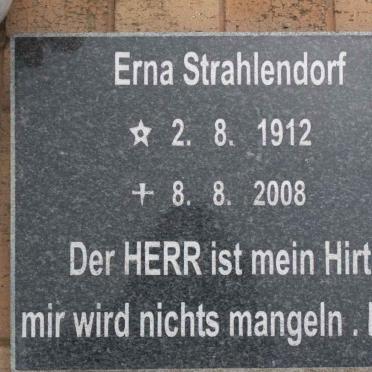 Erna Strahlendorf
☆ 2. 8. 1912
✝ 8. 8. 2008
Der HERR ist mein Hirt
mir wird nichts mangeln .